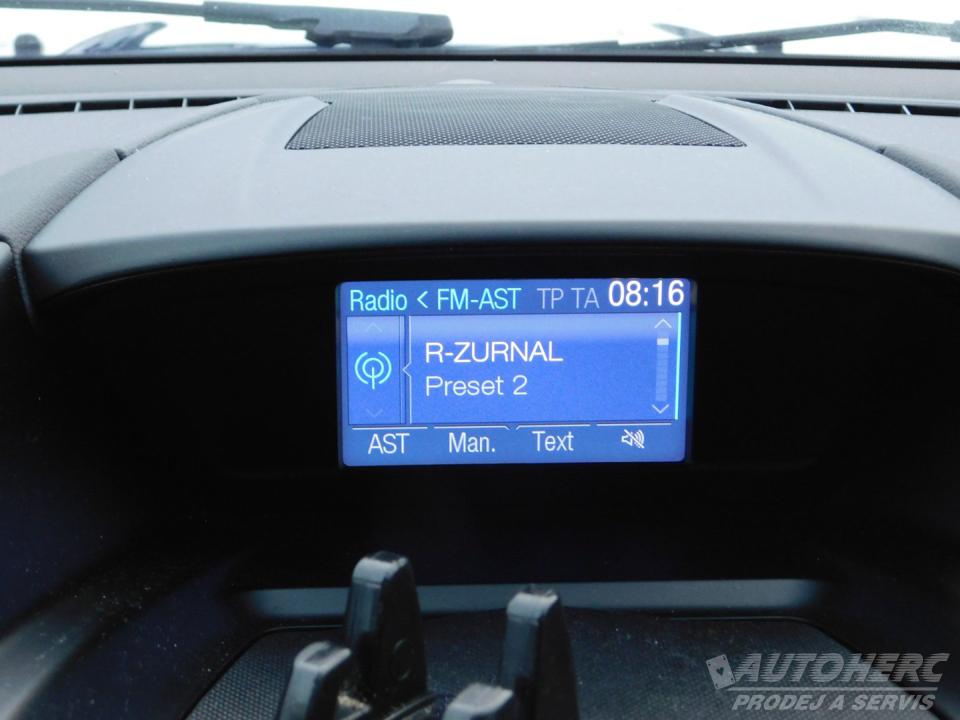 Radio < FM-AST TP TA 08:16
R-ZURNAL
Preset 2
AST Man. Text
AUTOHERC
PRODEJ A SERVIS